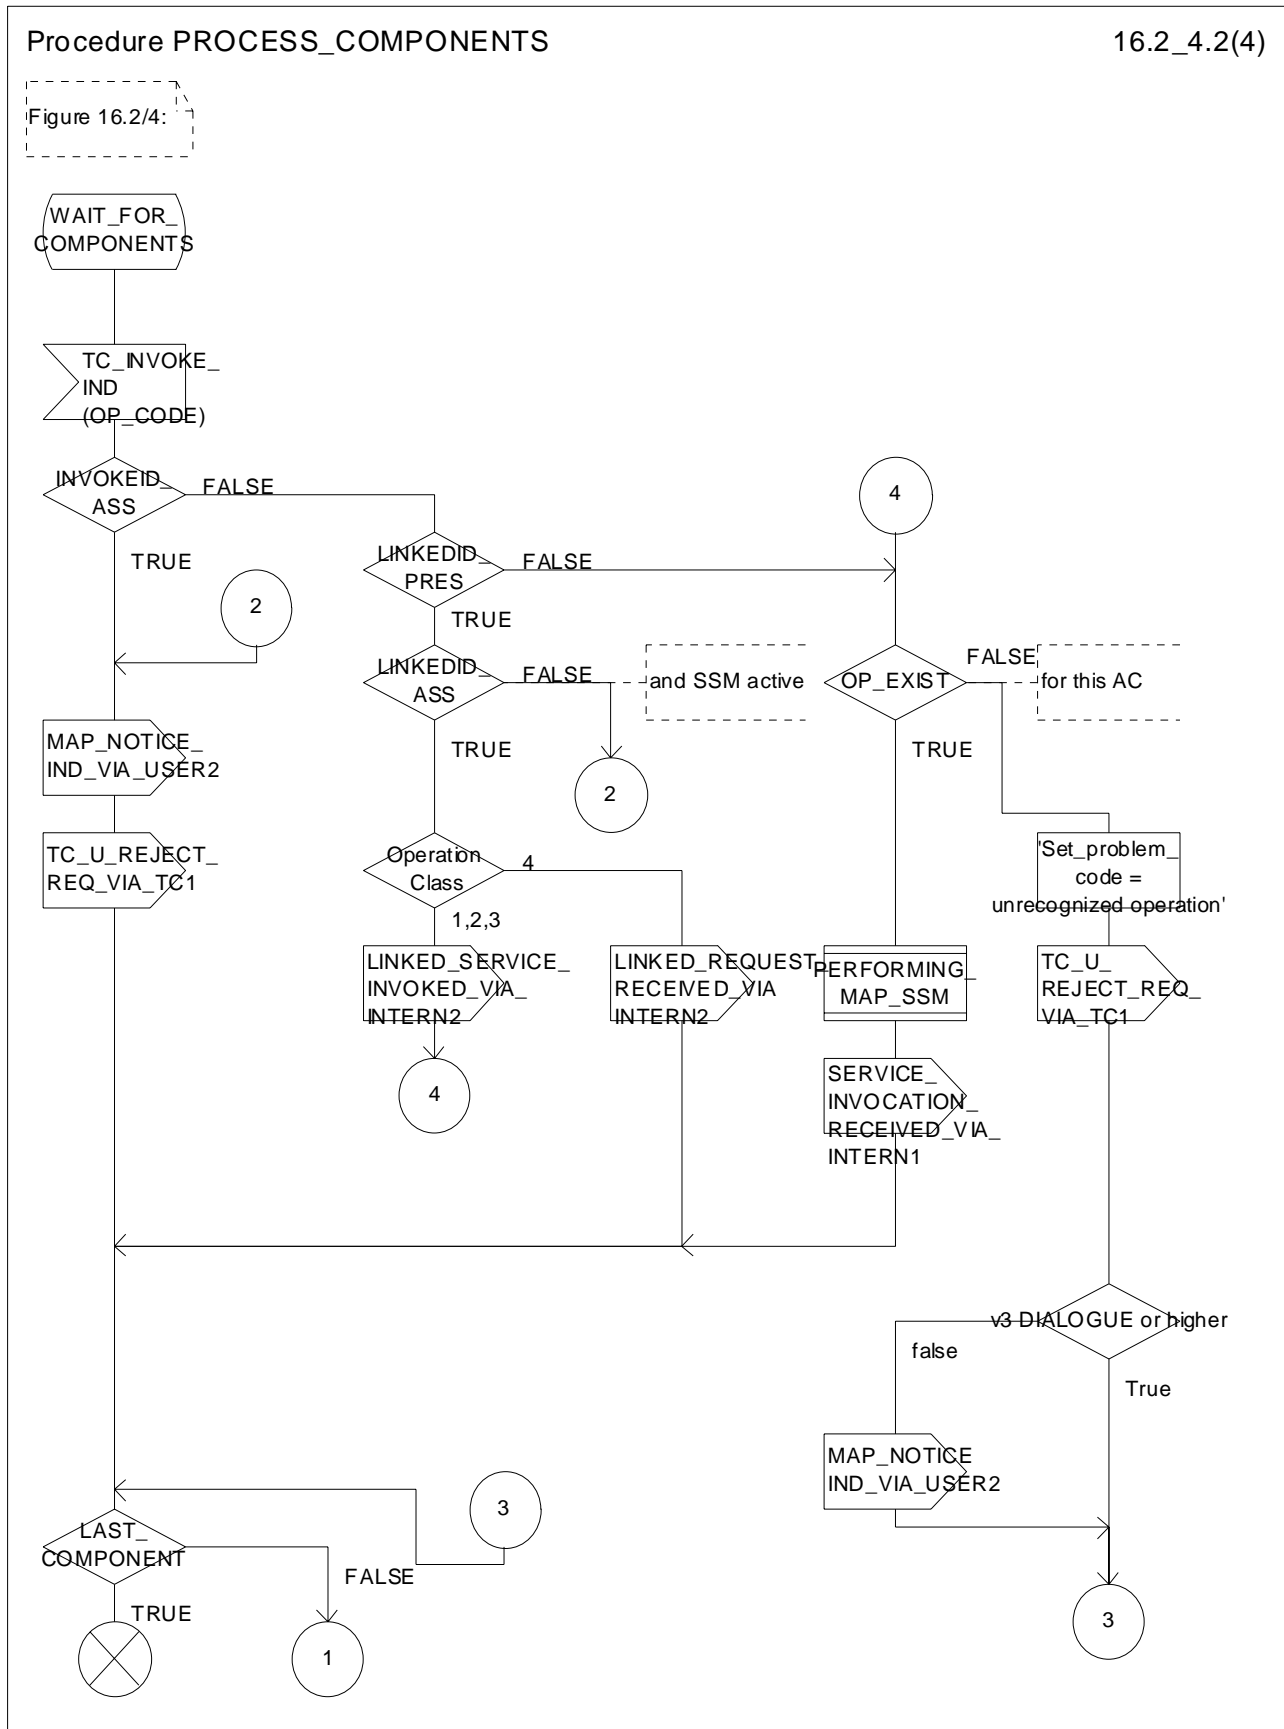 Procedure PROCESS_COMPONENTS
16.2_4.2(4)
Figure 16.2/4:
WAIT_FOR_
COMPONENTS
TC_INVOKE_
IND
(OP_CODE)
INVOKEID_
ASS
FALSE
TRUE
4
LINKEDID_
PRES
FALSE
TRUE
2
LINKEDID_
ASS
FALSE
and SSM active
TRUE
2
OP_EXIST
FALSE
for this AC
TRUE
MAP_NOTICE_
IND_VIA_USER2
TC_U_REJECT_
REQ_VIA_TC1
Operation
Class
4
1,2,3
'Set_problem_
code =
unrecognized operation'
LINKED_SERVICE_
INVOKED_VIA_
INTERN2
LINKED_REQUEST_
RECEIVED_VIA
INTERN2
PERFORMING_
MAP_SSM
TC_U_
REJECT_REQ_
VIA_TC1
4
SERVICE_
INVOCATION_
RECEIVED_VIA_
INTERN1
v3 DIALOGUE or higher
false
True
MAP_NOTICE
IND_VIA_USER2
3
LAST_
COMPONENT
FALSE
TRUE
1
3